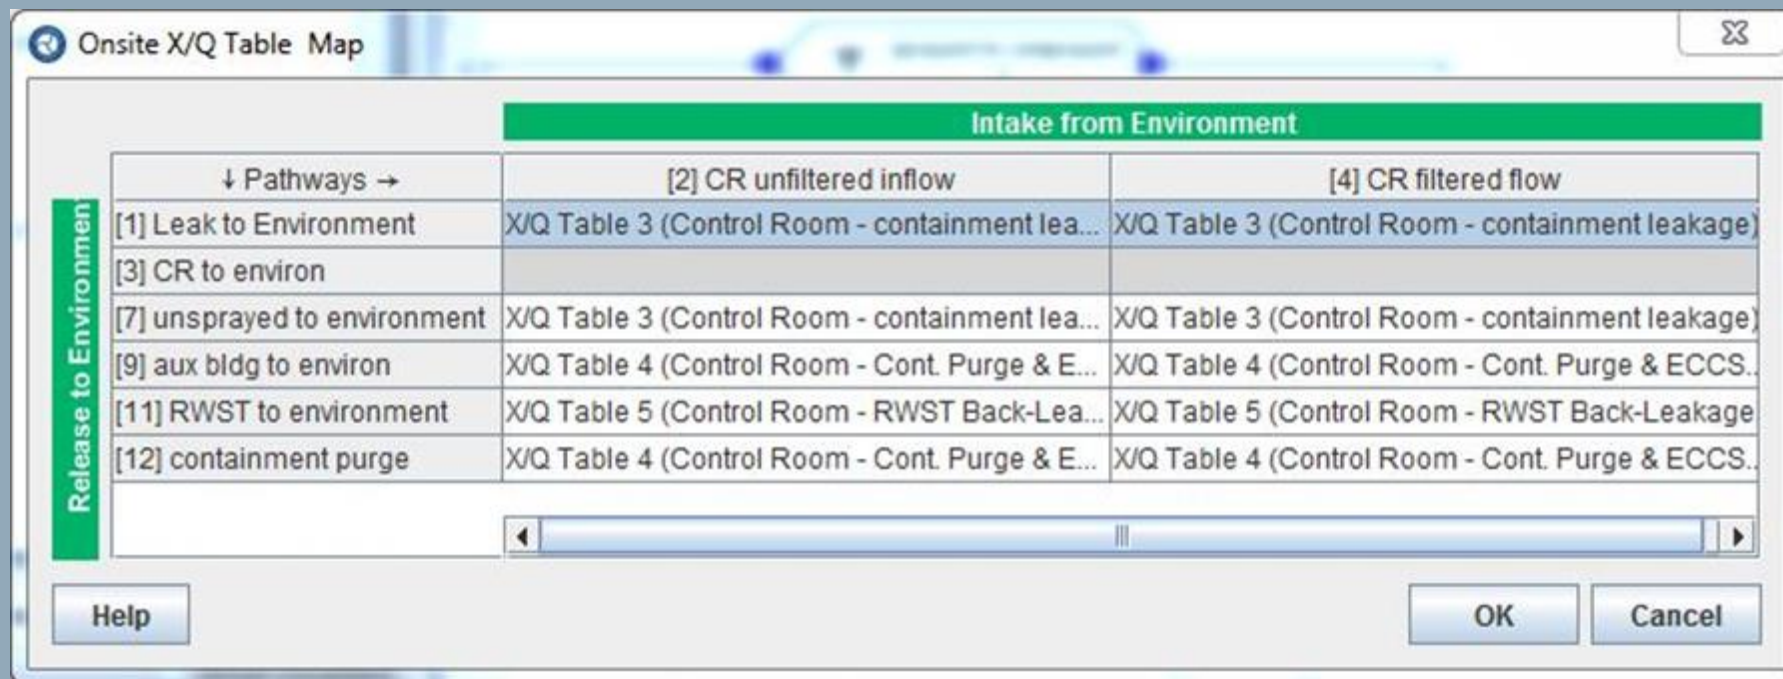 Onsite X/Q Table Map
Intake from Environment
↓ Pathways → [2] CR unfiltered inflow [4] CR filtered flow
[1] Leak to Environment X/Q Table 3 (Control Room - containment lea... X/Q Table 3 (Control Room - containment leakage)
[3] CR to environ
[7] unsprayed to environment X/Q Table 3 (Control Room - containment lea... X/Q Table 3 (Control Room - containment leakage)
[9] aux bldg to environ X/Q Table 4 (Control Room - Cont. Purge & E... X/Q Table 4 (Control Room - Cont. Purge & ECCS..
[11] RWST to environment X/Q Table 5 (Control Room - RWST Back-Lea... X/Q Table 5 (Control Room - RWST Back-Leakage
[12] containment purge X/Q Table 4 (Control Room - Cont. Purge & E... X/Q Table 4 (Control Room - Cont. Purge & ECCS..
Release to Environmen
Help OK Cancel